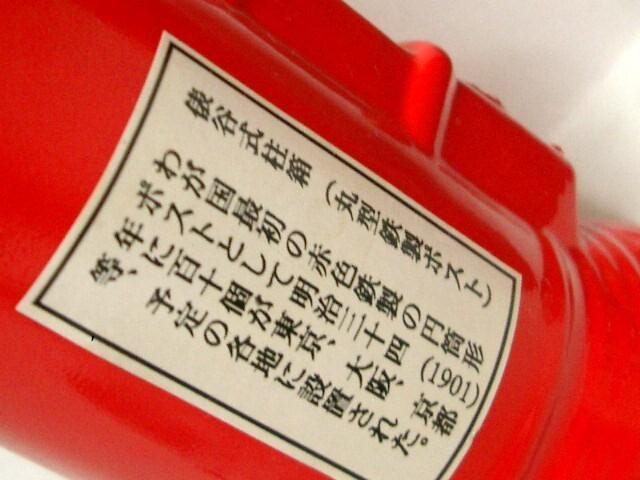 俵谷式柱箱(丸型鉄製ポスト)
わが国最初の赤色鉄製の円筒形
ポストとして明治三十四(1901)
年に百十個が東京、大阪、京都
等、予定の各地に設置された。